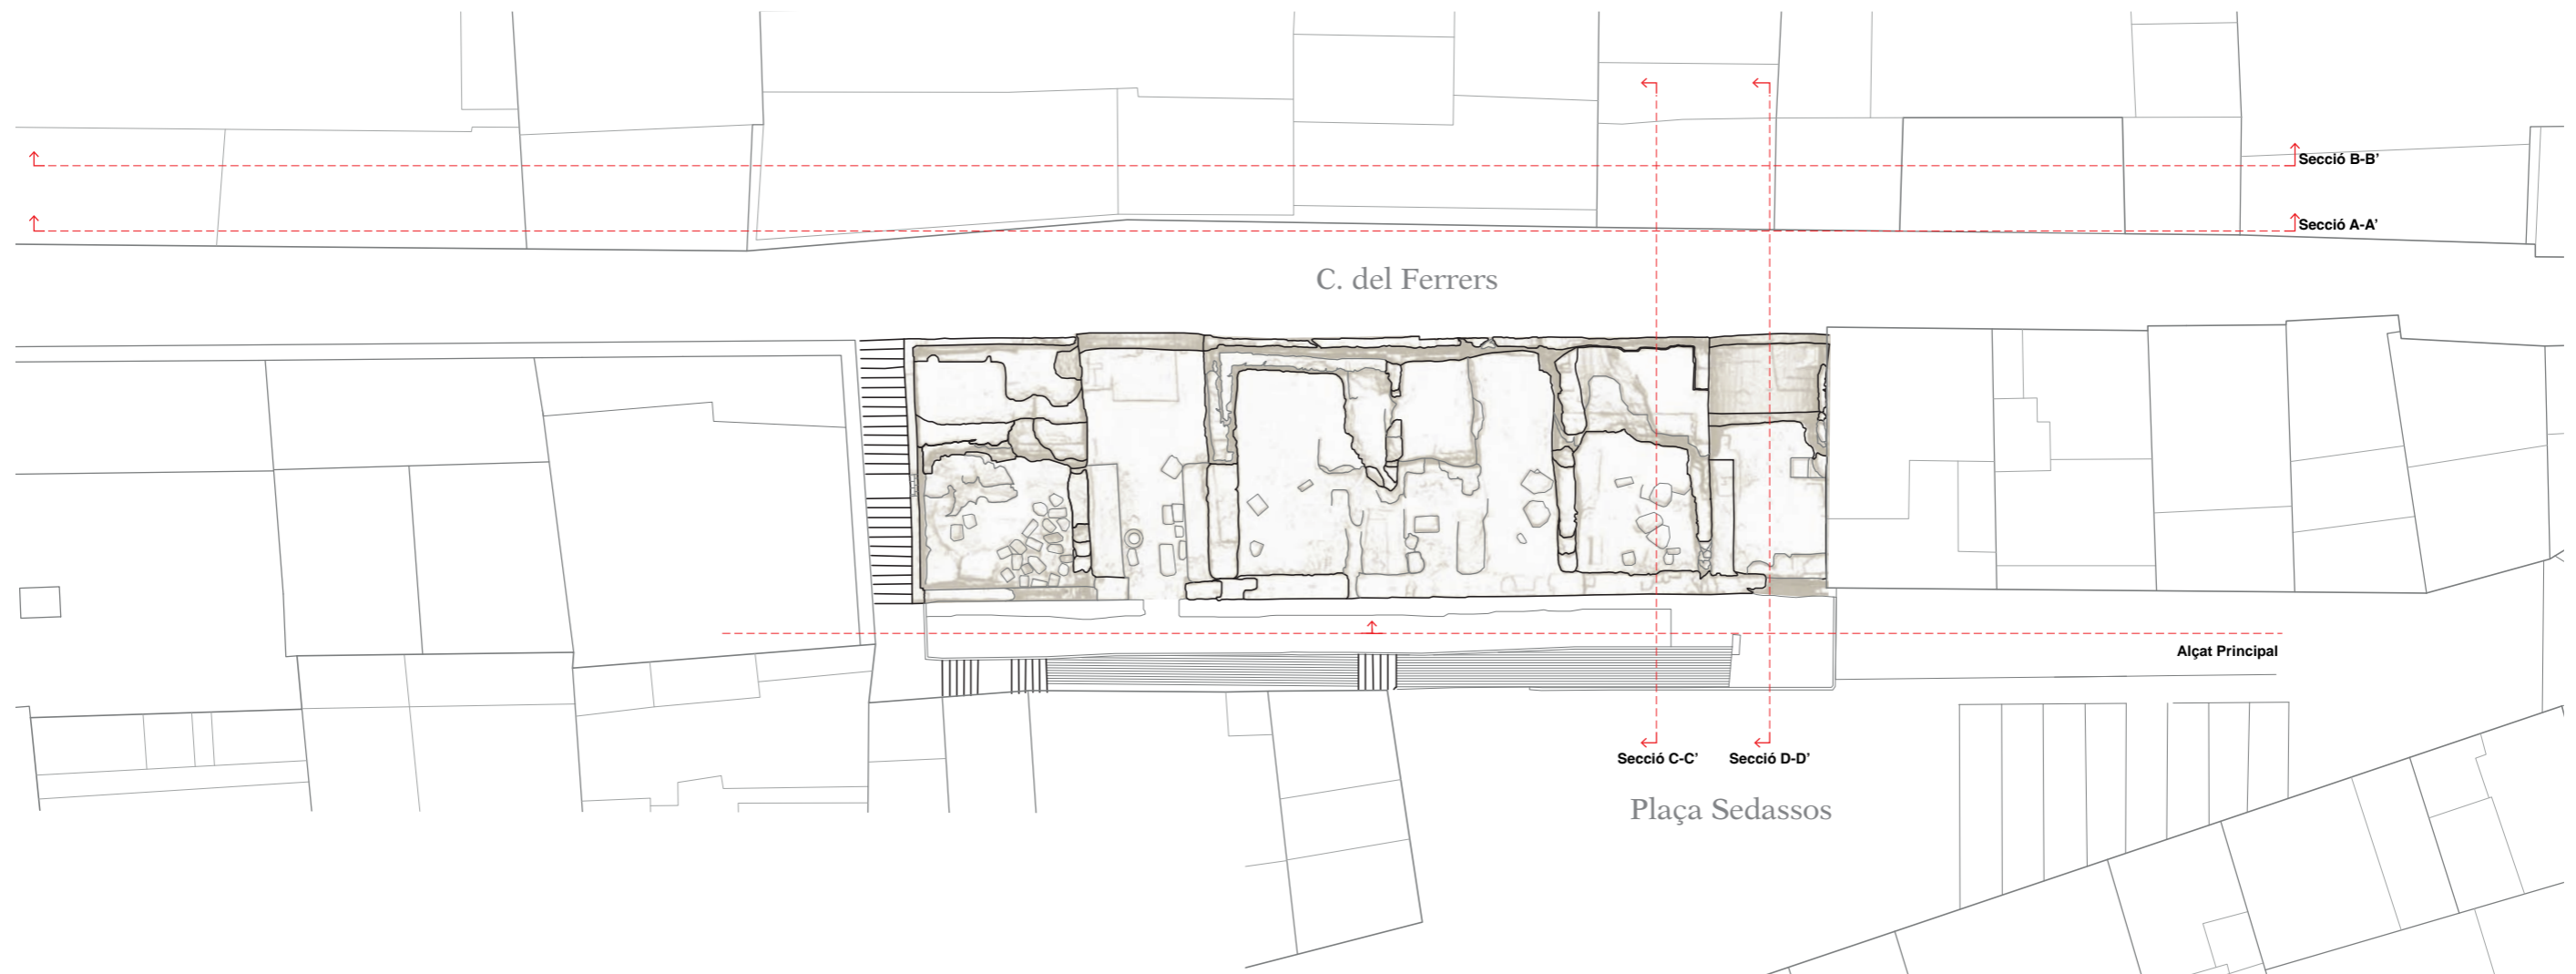 Secció B-B’
Secció A-A’
C. del Ferrers
Alçat Principal
Secció C-C’
Secció D-D’
Plaça Sedassos